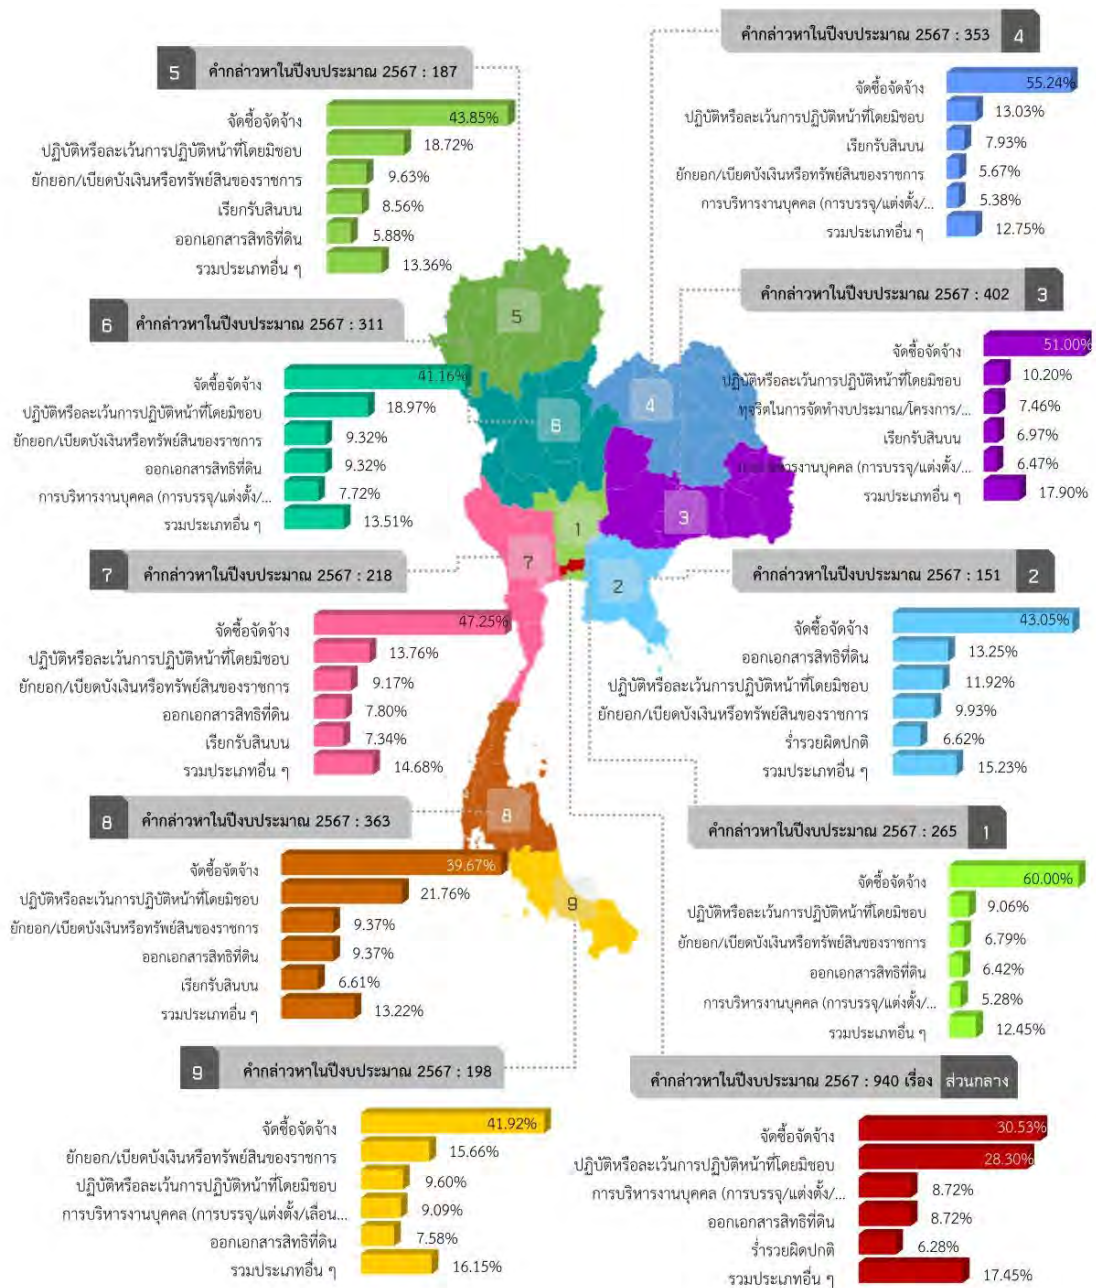 5 คำกล่าวหาในปีงบประมาณ 2567 : 187
จัดซื้อจัดจ้าง 43.85%
ปฏิบัติหรือละเว้นการปฏิบัติหน้าที่โดยมิชอบ 18.72%
ยักยอก/เบียดบังเงินหรือทรัพย์สินของราชการ 9.63%
เรียกรับสินบน 8.56%
ออกเอกสารสิทธิที่ดิน 5.88%
รวมประเภทอื่น ๆ 13.36%
คำกล่าวหาในปีงบประมาณ 2567 : 353 4
จัดซื้อจัดจ้าง 55.24%
ปฏิบัติหรือละเว้นการปฏิบัติหน้าที่โดยมิชอบ 13.03%
เรียกรับสินบน 7.93%
ยักยอก/เบียดบังเงินหรือทรัพย์สินของราชการ 5.67%
การบริหารงานบุคคล (การบรรจุ/แต่งตั้ง/... 5.38%
รวมประเภทอื่น ๆ 12.75%
6 คำกล่าวหาในปีงบประมาณ 2567 : 311
จัดซื้อจัดจ้าง 41.16%
ปฏิบัติหรือละเว้นการปฏิบัติหน้าที่โดยมิชอบ 18.97%
ยักยอก/เบียดบังเงินหรือทรัพย์สินของราชการ 9.32%
ออกเอกสารสิทธิที่ดิน 9.32%
การบริหารงานบุคคล (การบรรจุ/แต่งตั้ง/... 7.72%
รวมประเภทอื่น ๆ 13.51%
คำกล่าวหาในปีงบประมาณ 2567 : 402 3
จัดซื้อจัดจ้าง 51.00%
ปฏิบัติหรือละเว้นการปฏิบัติหน้าที่โดยมิชอบ 10.20%
ทุจริตในการจัดทำงบประมาณ/โครงการ/... 7.46%
เรียกรับสินบน 6.97%
(การบรรจุ/แต่งตั้ง/... 6.47%
รวมประเภทอื่น ๆ 17.90%
5
4
6
3
1
7
2
8
9
7 คำกล่าวหาในปีงบประมาณ 2567 : 218
จัดซื้อจัดจ้าง 47.25%
ปฏิบัติหรือละเว้นการปฏิบัติหน้าที่โดยมิชอบ 13.76%
ยักยอก/เบียดบังเงินหรือทรัพย์สินของราชการ 9.17%
ออกเอกสารสิทธิที่ดิน 7.80%
เรียกรับสินบน 7.34%
รวมประเภทอื่น ๆ 14.68%
คำกล่าวหาในปีงบประมาณ 2567 : 151 2
จัดซื้อจัดจ้าง 43.05%
ออกเอกสารสิทธิที่ดิน 13.25%
ปฏิบัติหรือละเว้นการปฏิบัติหน้าที่โดยมิชอบ 11.92%
ยักยอก/เบียดบังเงินหรือทรัพย์สินของราชการ 9.93%
ร่ำรวยผิดปกติ 6.62%
รวมประเภทอื่น ๆ 15.23%
8 คำกล่าวหาในปีงบประมาณ 2567 : 363
จัดซื้อจัดจ้าง 39.67%
ปฏิบัติหรือละเว้นการปฏิบัติหน้าที่โดยมิชอบ 21.76%
ยักยอก/เบียดบังเงินหรือทรัพย์สินของราชการ 9.37%
ออกเอกสารสิทธิที่ดิน 9.37%
เรียกรับสินบน 6.61%
รวมประเภทอื่น ๆ 13.22%
คำกล่าวหาในปีงบประมาณ 2567 : 265 1
จัดซื้อจัดจ้าง 60.00%
ปฏิบัติหรือละเว้นการปฏิบัติหน้าที่โดยมิชอบ 9.06%
ยักยอก/เบียดบังเงินหรือทรัพย์สินของราชการ 6.79%
ออกเอกสารสิทธิที่ดิน 6.42%
การบริหารงานบุคคล (การบรรจุ/แต่งตั้ง/... 5.28%
รวมประเภทอื่น ๆ 12.45%
9 คำกล่าวหาในปีงบประมาณ 2567 : 198
จัดซื้อจัดจ้าง 41.92%
ยักยอก/เบียดบังเงินหรือทรัพย์สินของราชการ 15.66%
ปฏิบัติหรือละเว้นการปฏิบัติหน้าที่โดยมิชอบ 9.60%
การบริหารงานบุคคล (การบรรจุ/แต่งตั้ง/เลื่อน... 9.09%
ออกเอกสารสิทธิที่ดิน 7.58%
รวมประเภทอื่น ๆ 16.15%
คำกล่าวหาในปีงบประมาณ 2567 : 940 เรื่อง ส่วนกลาง
จัดซื้อจัดจ้าง 30.53%
ปฏิบัติหรือละเว้นการปฏิบัติหน้าที่โดยมิชอบ 28.30%
การบริหารงานบุคคล (การบรรจุ/แต่งตั้ง/... 8.72%
ออกเอกสารสิทธิที่ดิน 8.72%
ร่ำรวยผิดปกติ 6.28%
รวมประเภทอื่น ๆ 17.45%